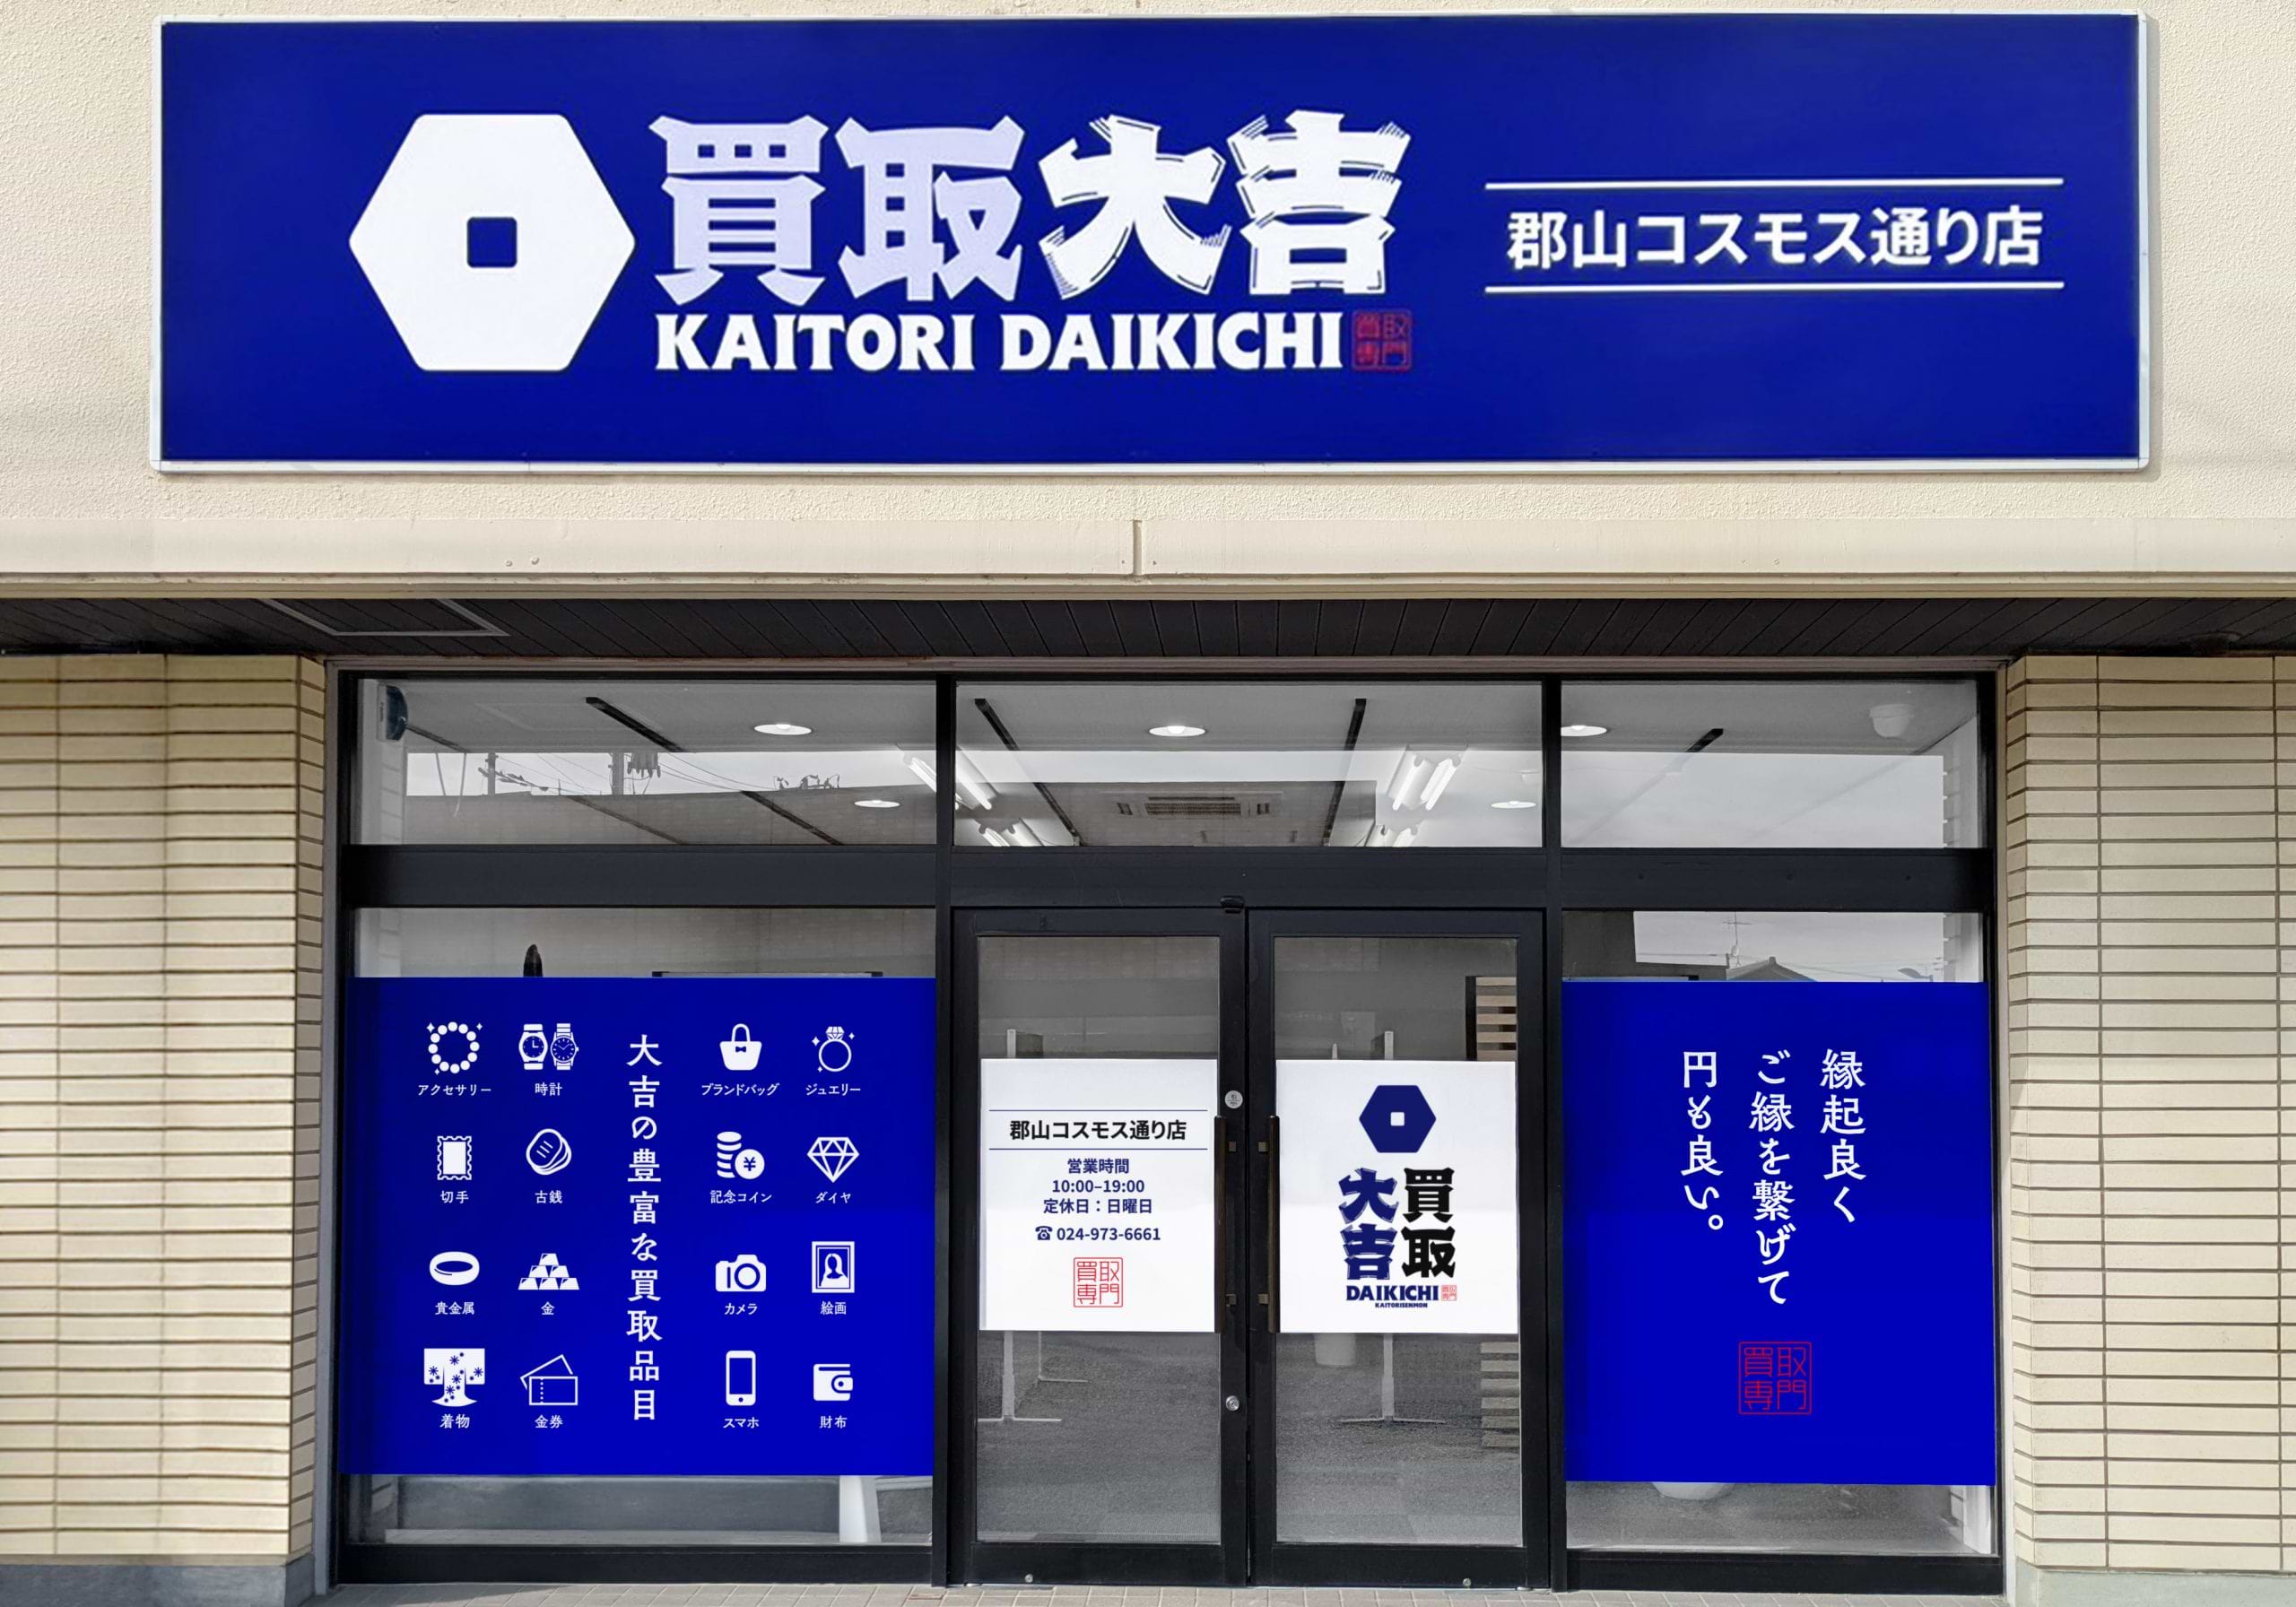 買取大吉
KAITORI DAIKICHI
買取
専門
郡山コスモス通り店
アクセサリー
時計
切手
古銭
貴金属
金
着物
金券
大吉の豊富な買取品目
ブランドバッグ
ジュエリー
記念コイン
ダイヤ
カメラ
絵画
スマホ
財布
郡山コスモス通り店
営業時間
10:00–19:00
定休日：日曜日
☎ 024-973-6661
買取
専門
買取
大吉
DAIKICHI
買取
専門
KAITORISENMON
縁起良く
ご縁を繋げて
円も良い。
買取
専門